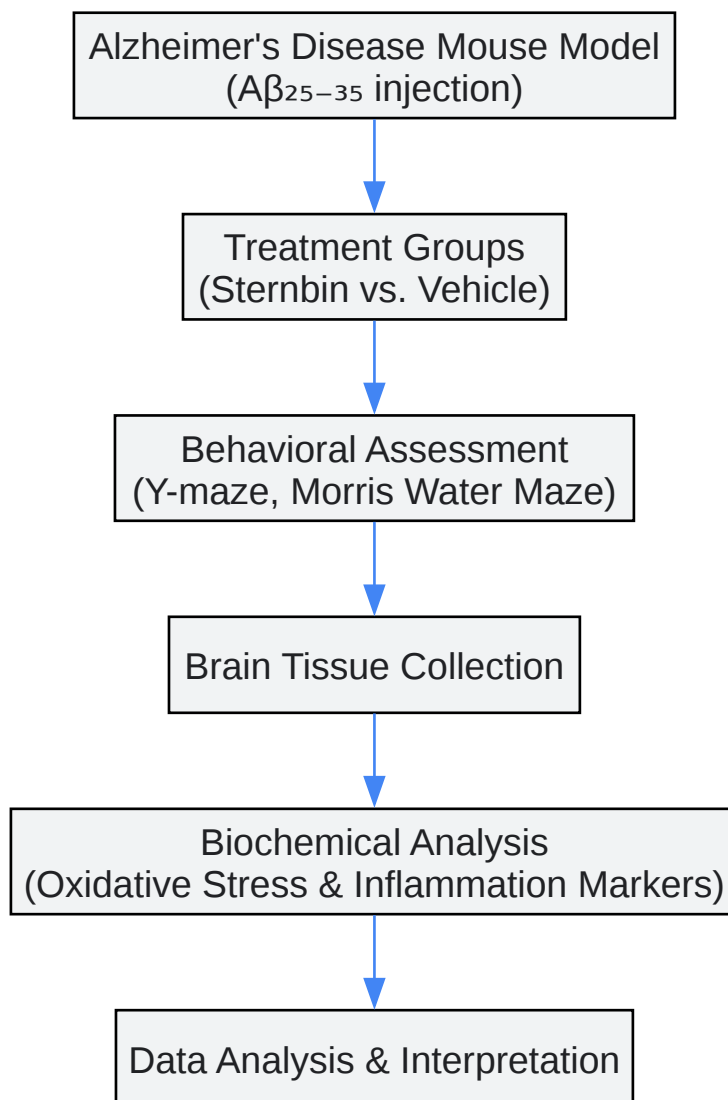 Alzheimer's Disease Mouse Model
(Aβ₂₅₋₃₅ injection)
Treatment Groups
(Sternbin vs. Vehicle)
Behavioral Assessment
(Y-maze, Morris Water Maze)
Brain Tissue Collection
Biochemical Analysis
(Oxidative Stress & Inflammation Markers)
Data Analysis & Interpretation